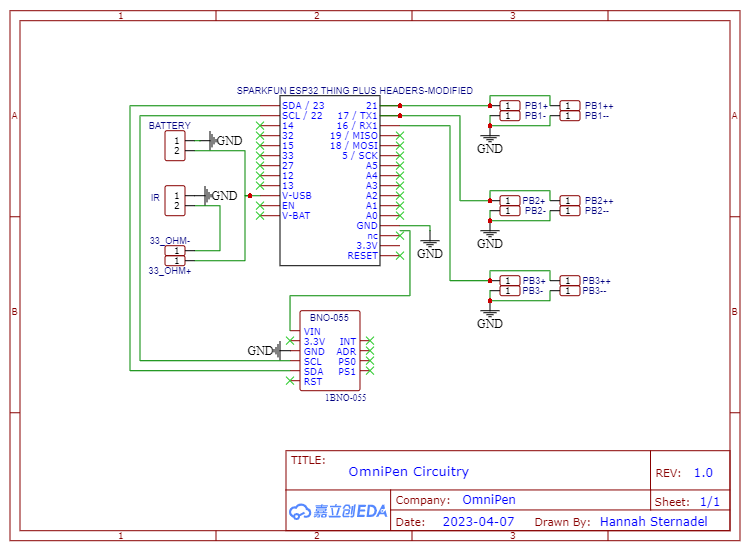 1 2 3
A A
B B
SPARKFUN ESP32 THING PLUS HEADERS-MODIFIED
SDA / 23
SCL / 22
14
32
15
33
27
12
13
V-USB
EN
V-BAT
21
17 / TX1
16 / RX1
19 / MISO
18 / MOSI
5 / SCK
A5
A4
A3
A2
A1
A0
GND
nc
3.3V
RESET
BATTERY
1
2
GND
IR
1
2
GND
33_OHM-
1
1
33_OHM+
GND
1 PB1+ 1 PB1++
1 PB1- 1 PB1--
GND
1 PB2+ 1 PB2++
1 PB2- 1 PB2--
GND
1 PB3+ 1 PB3++
1 PB3- 1 PB3--
GND
BNO-055
VIN
3.3V
GND
SCL
SDA
RST
INT
ADR
PS0
PS1
GND
1BNO-055
TITLE:
OmniPen Circuitry
REV: 1.0
嘉立创EDA
Company: OmniPen
Sheet: 1/1
Date: 2023-04-07 Drawn By: Hannah Sternadel
1 2 3